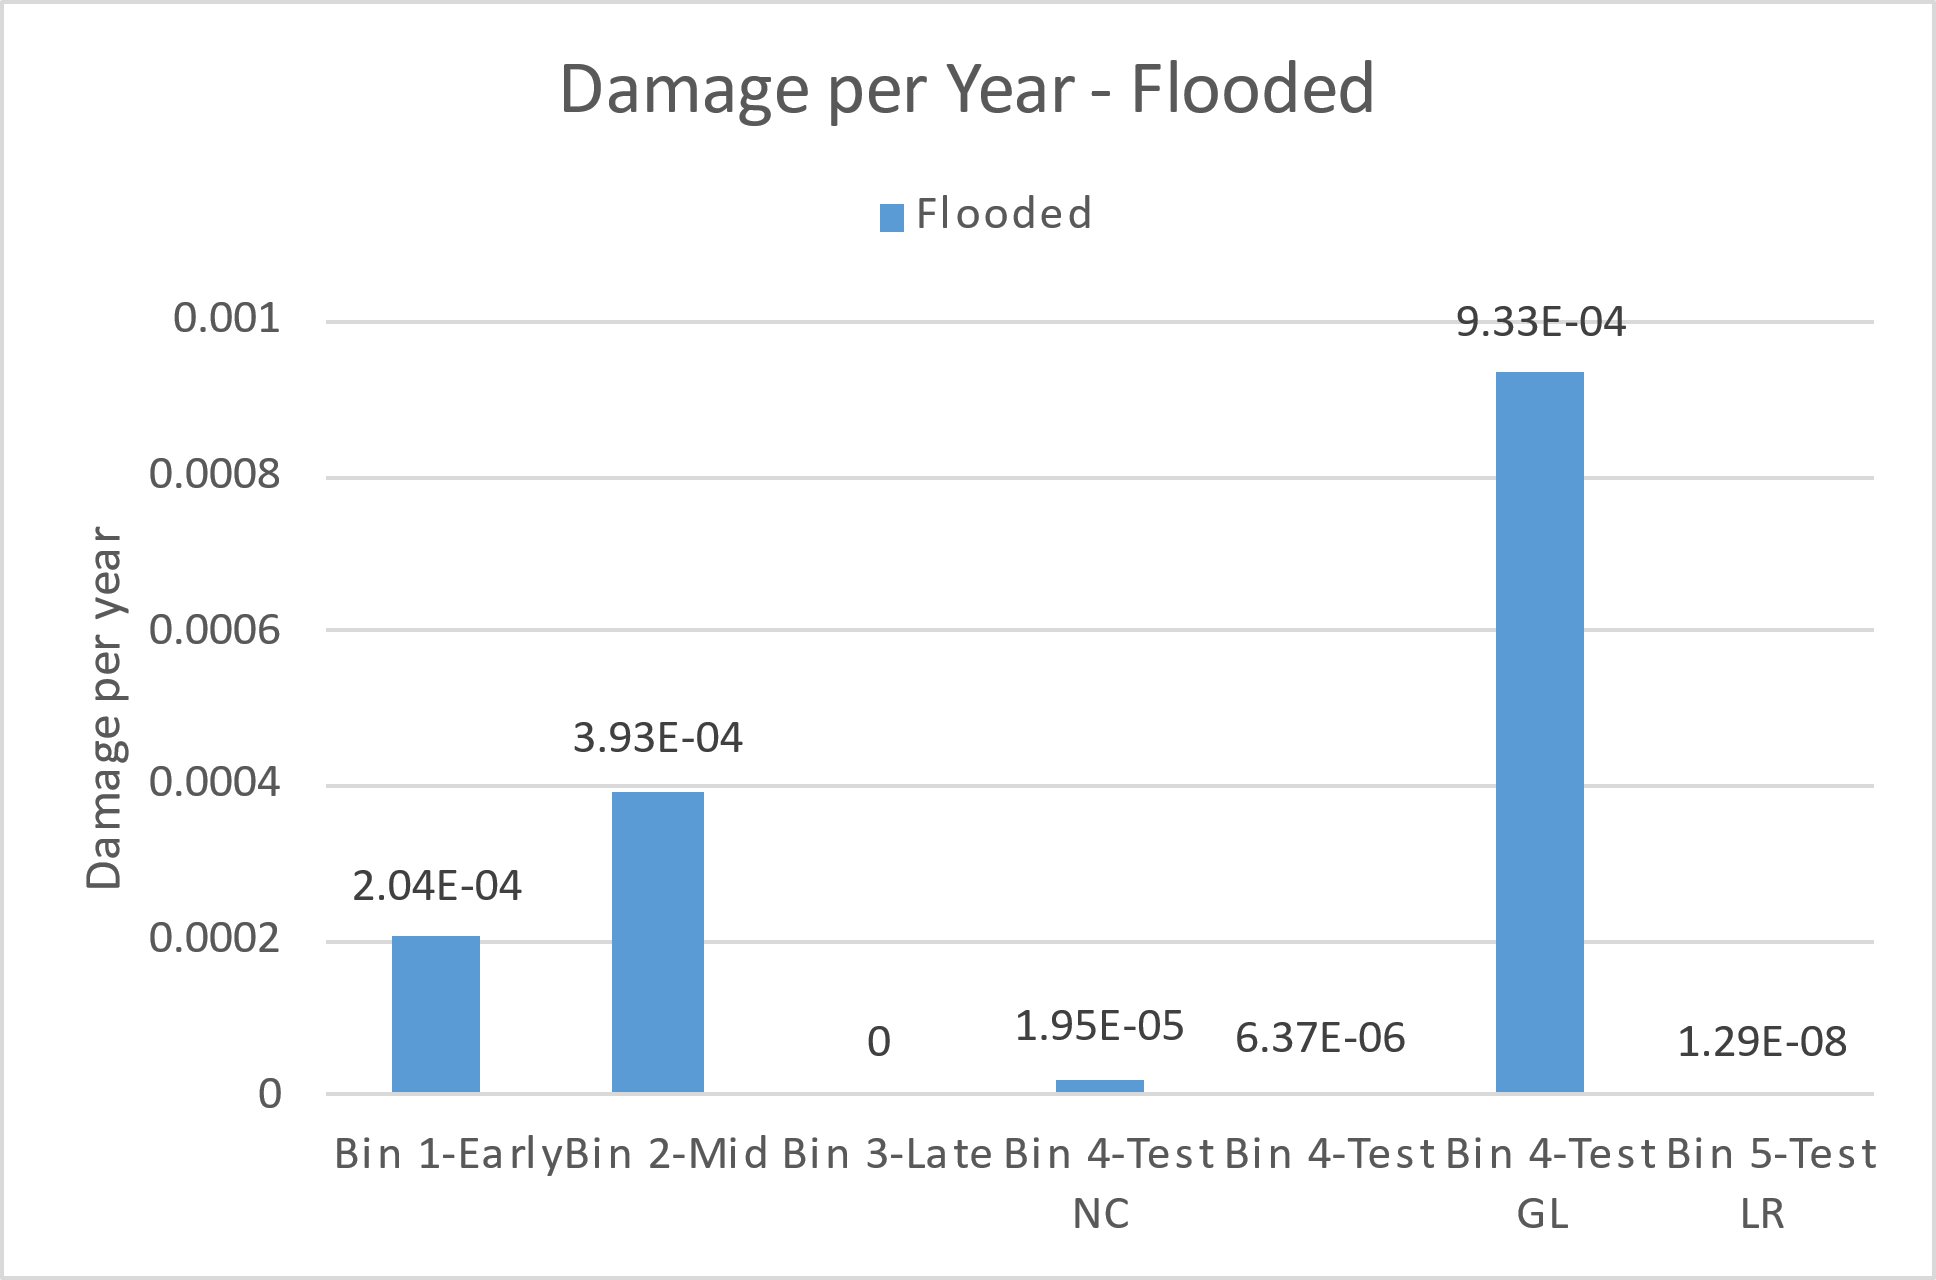 Damage per Year - Flooded
Flooded
Damage per year
0.001
0.0008
0.0006
0.0004
0.0002
0
2.04E-04
3.93E-04
0
1.95E-05
6.37E-06
9.33E-04
1.29E-08
Bin 1-Early
Bin 2-Mid
Bin 3-Late
Bin 4-Test
NC
Bin 4-Test
Bin 4-Test
GL
Bin 5-Test
LR